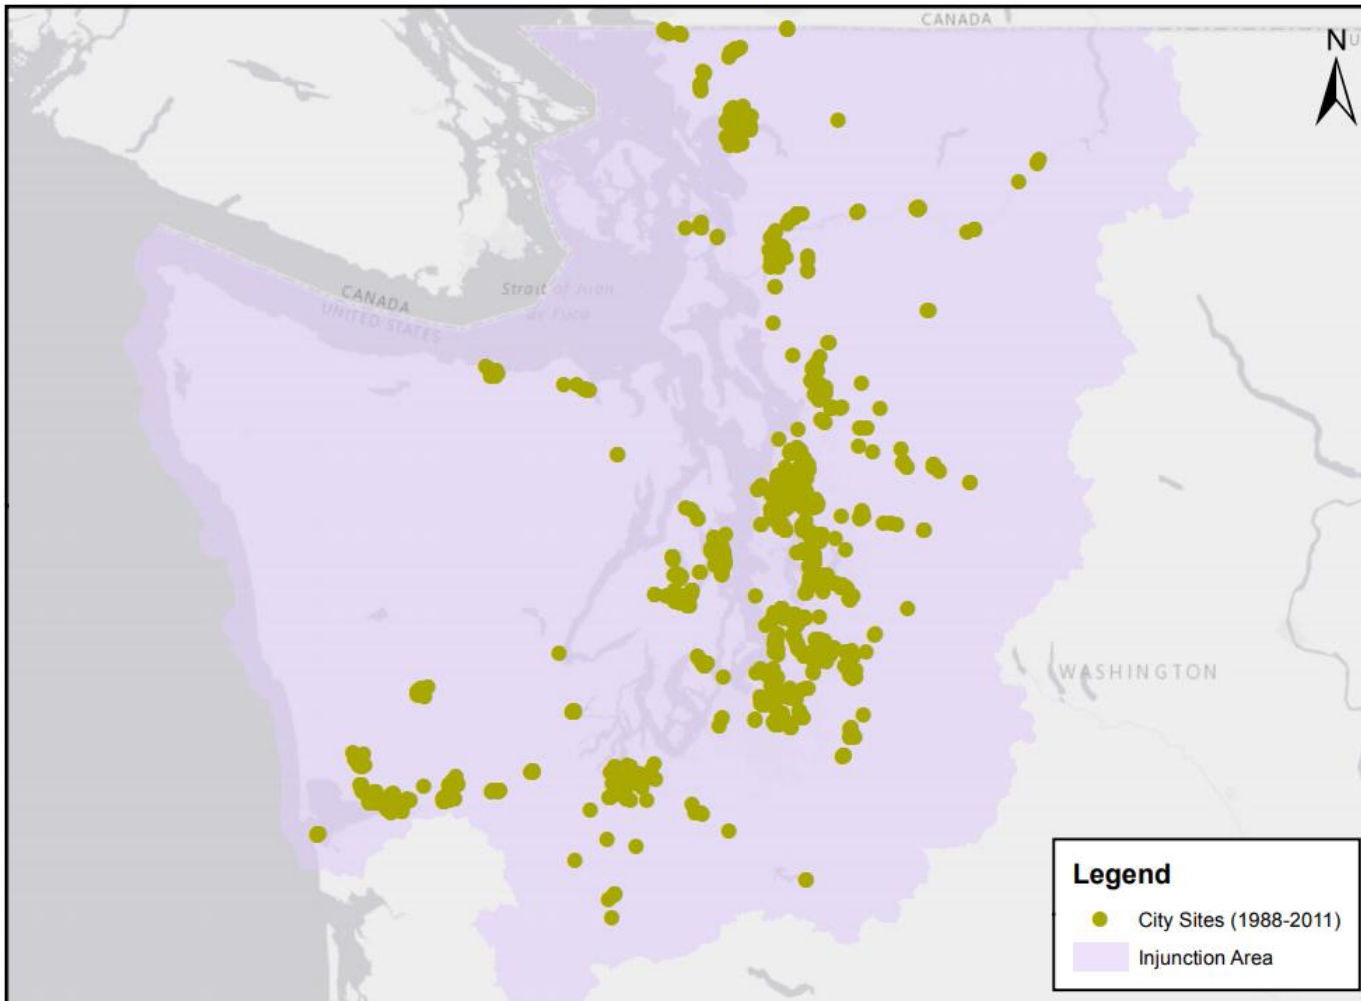 CANADA
N
U
CANADA
UNITED STATES
Strait of Juan
de Fuca
WASHINGTON
Legend
City Sites (1988-2011)
Injunction Area